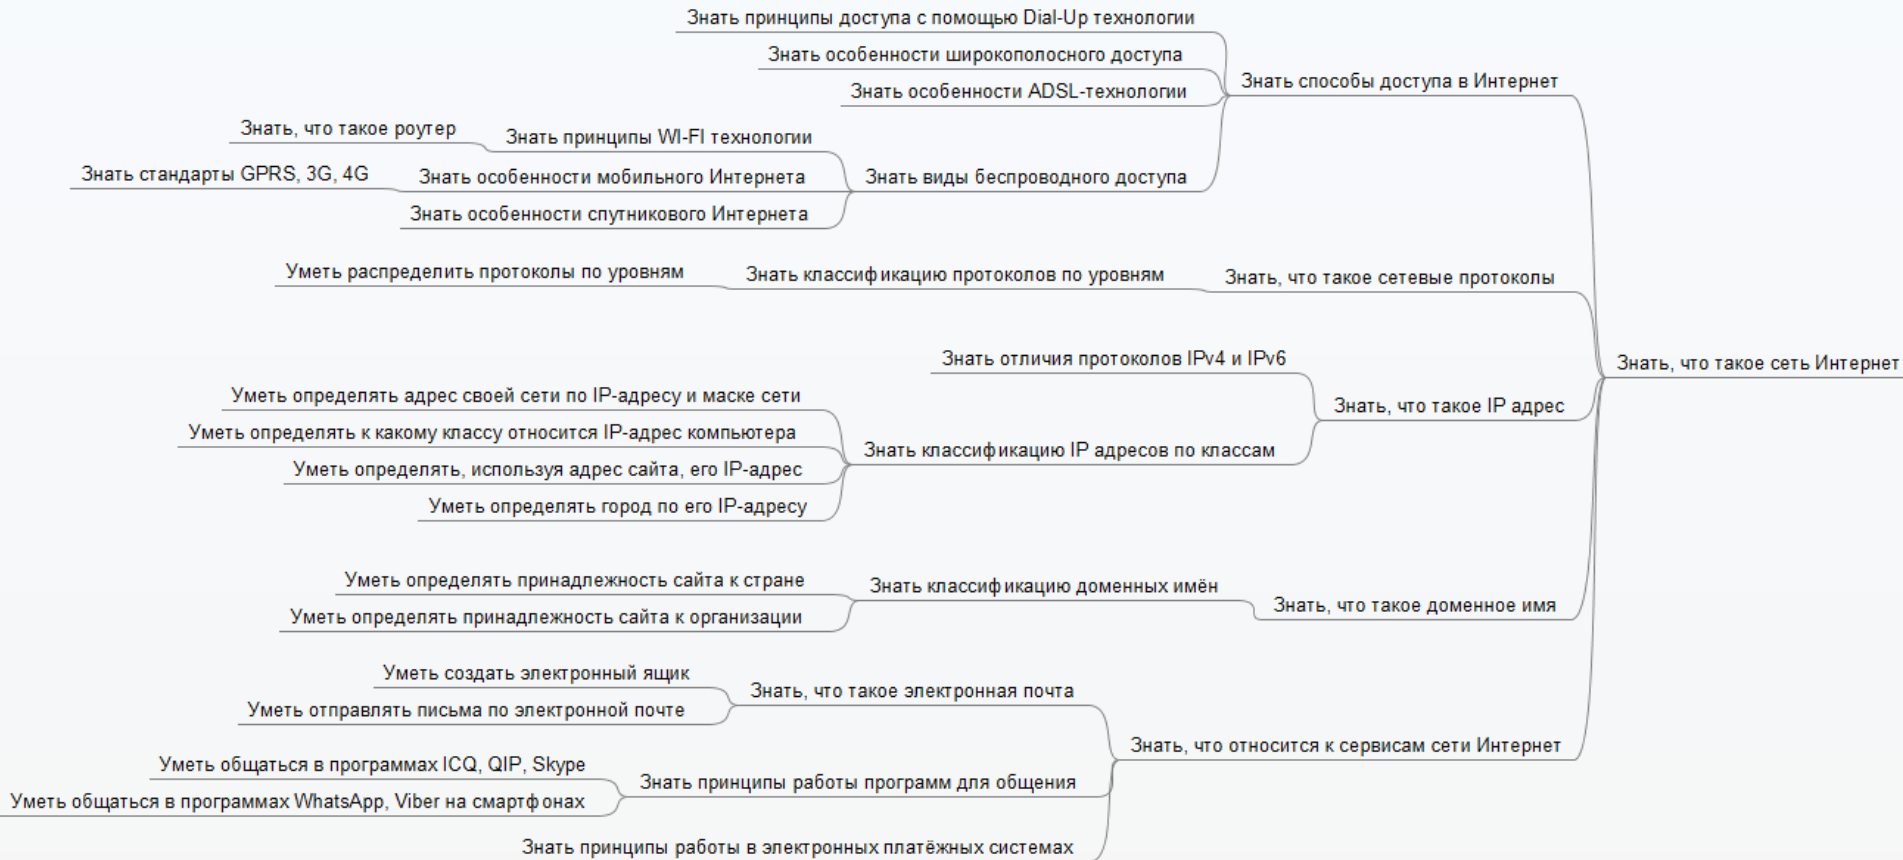 Знать принципы доступа с помощью Dial-Up технологии
Знать особенности широкополосного доступа
Знать способы доступа в Интернет
Знать особенности ADSL-технологии
Знать, что такое роутер
Знать принципы WI-FI технологии
Знать стандарты GPRS, 3G, 4G
Знать особенности мобильного Интернета
Знать виды беспроводного доступа
Знать особенности спутникового Интернета
Уметь распределить протоколы по уровням
Знать классификацию протоколов по уровням
Знать, что такое сетевые протоколы
Знать отличия протоколов IPv4 и IPv6
Знать, что такое сеть Интернет
Уметь определять адрес своей сети по IP-адресу и маске сети
Знать, что такое IP адрес
Уметь определять к какому классу относится IP-адрес компьютера
Знать классификацию IP адресов по классам
Уметь определять, используя адрес сайта, его IP-адрес
Уметь определять город по его IP-адресу
Уметь определять принадлежность сайта к стране
Знать классификацию доменных имён
Знать, что такое доменное имя
Уметь определять принадлежность сайта к организации
Уметь создать электронный ящик
Знать, что такое электронная почта
Уметь отправлять письма по электронной почте
Знать, что относится к сервисам сети Интернет
Уметь общаться в программах ICQ, QIP, Skype
Знать принципы работы программ для общения
Уметь общаться в программах WhatsApp, Viber на смартфонах
Знать принципы работы в электронных платёжных системах